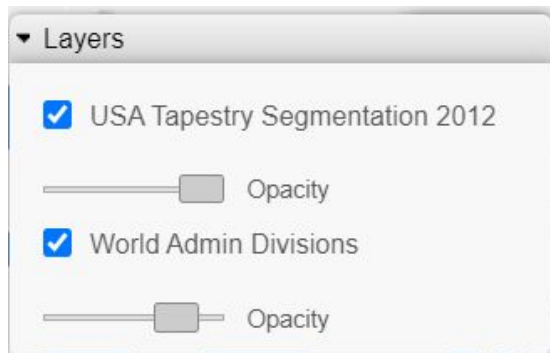 Layers
USA Tapestry Segmentation 2012
Opacity
World Admin Divisions
Opacity